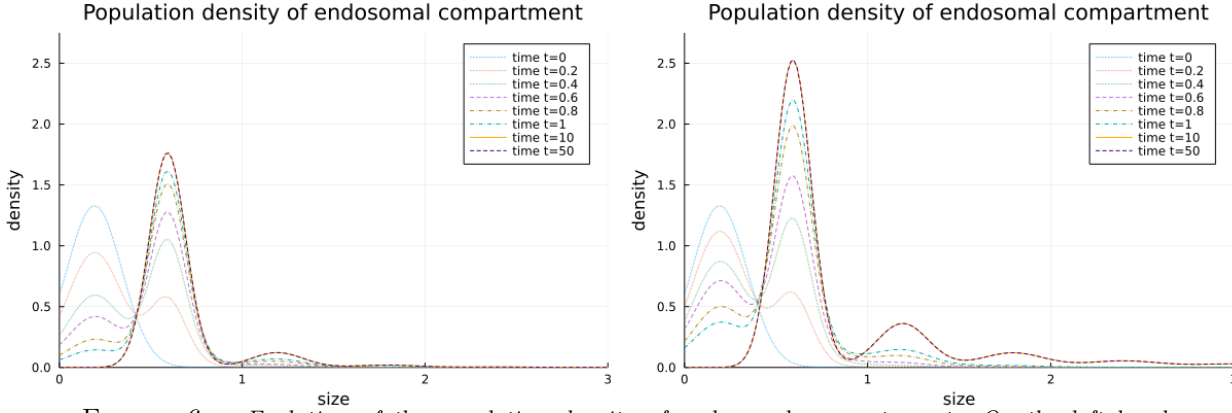 Population density of endosomal compartment
2.5
2.0
1.5
1.0
0.5
0.0
density
0 1 2 3
size
time t=0
time t=0.2
time t=0.4
time t=0.6
time t=0.8
time t=1
time t=10
time t=50
Population density of endosomal compartment
2.5
2.0
1.5
1.0
0.5
0.0
density
0 1 2
size
time t=0
time t=0.2
time t=0.4
time t=0.6
time t=0.8
time t=1
time t=10
time t=50
Evolution of the population density of endosomal compartments On the left